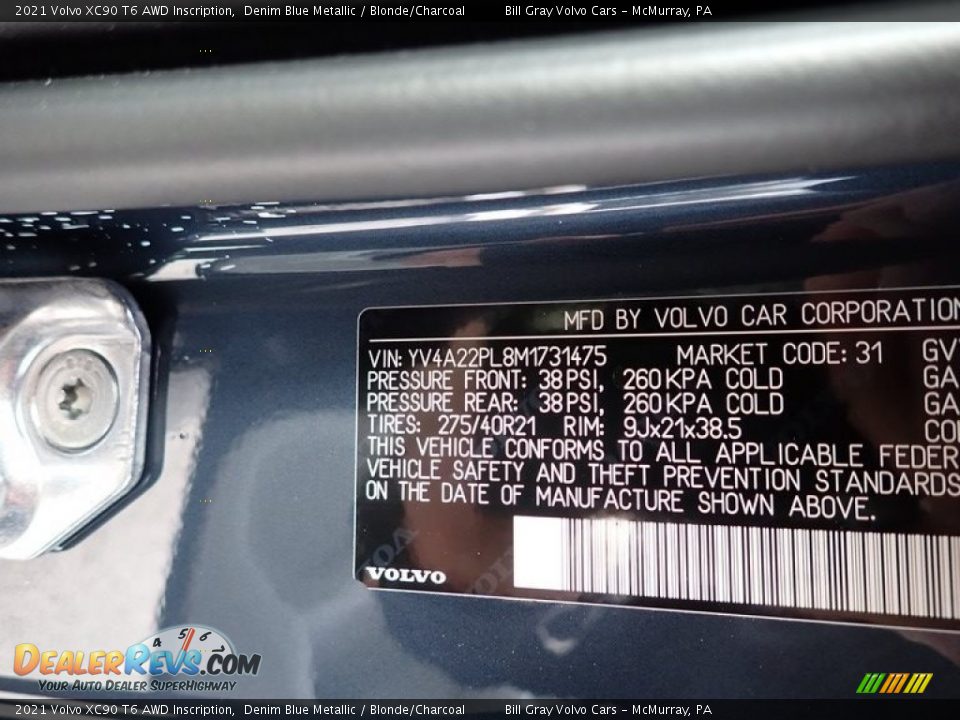 2021 Volvo XC90 T6 AWD Inscription, Denim Blue Metallic / Blonde/Charcoal Bill Gray Volvo Cars - McMurray, PA
MFD BY VOLVO CAR CORPORATION
VIN: YV4A22PL8M1731475 MARKET CODE: 31
PRESSURE FRONT: 38 PSI, 260 KPA COLD
PRESSURE REAR: 38 PSI, 260 KPA COLD
TIRES: 275/40R21 RIM: 9Jx21x38.5
THIS VEHICLE CONFORMS TO ALL APPLICABLE FEDER
VEHICLE SAFETY AND THEFT PREVENTION STANDARDS
ON THE DATE OF MANUFACTURE SHOWN ABOVE.
VOLVO
4 5 6
DealerRevs.com
Your Auto Dealer SuperHighway
2021 Volvo XC90 T6 AWD Inscription, Denim Blue Metallic / Blonde/Charcoal Bill Gray Volvo Cars - McMurray, PA